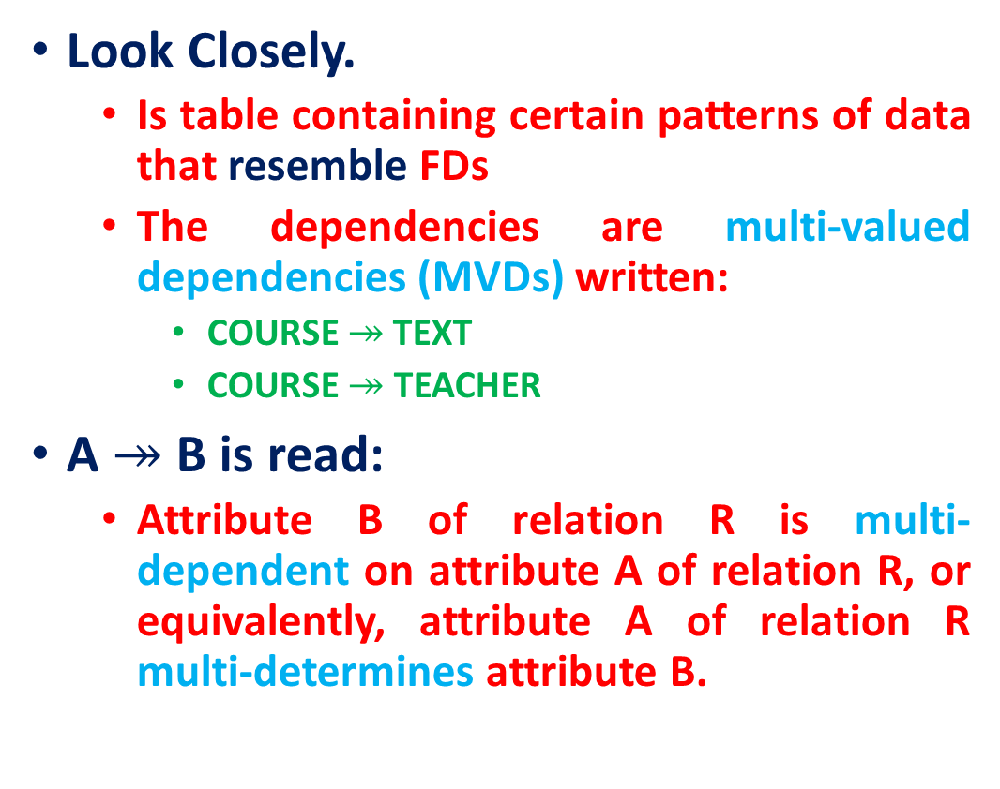 • Look Closely.
• Is table containing certain patterns of data
that resemble FDs
• The dependencies are multi-valued
dependencies (MVDs) written:
• COURSE ↠ TEXT
• COURSE ↠ TEACHER
• A ↠ B is read:
• Attribute B of relation R is multi-
dependent on attribute A of relation R, or
equivalently, attribute A of relation R
multi-determines attribute B.